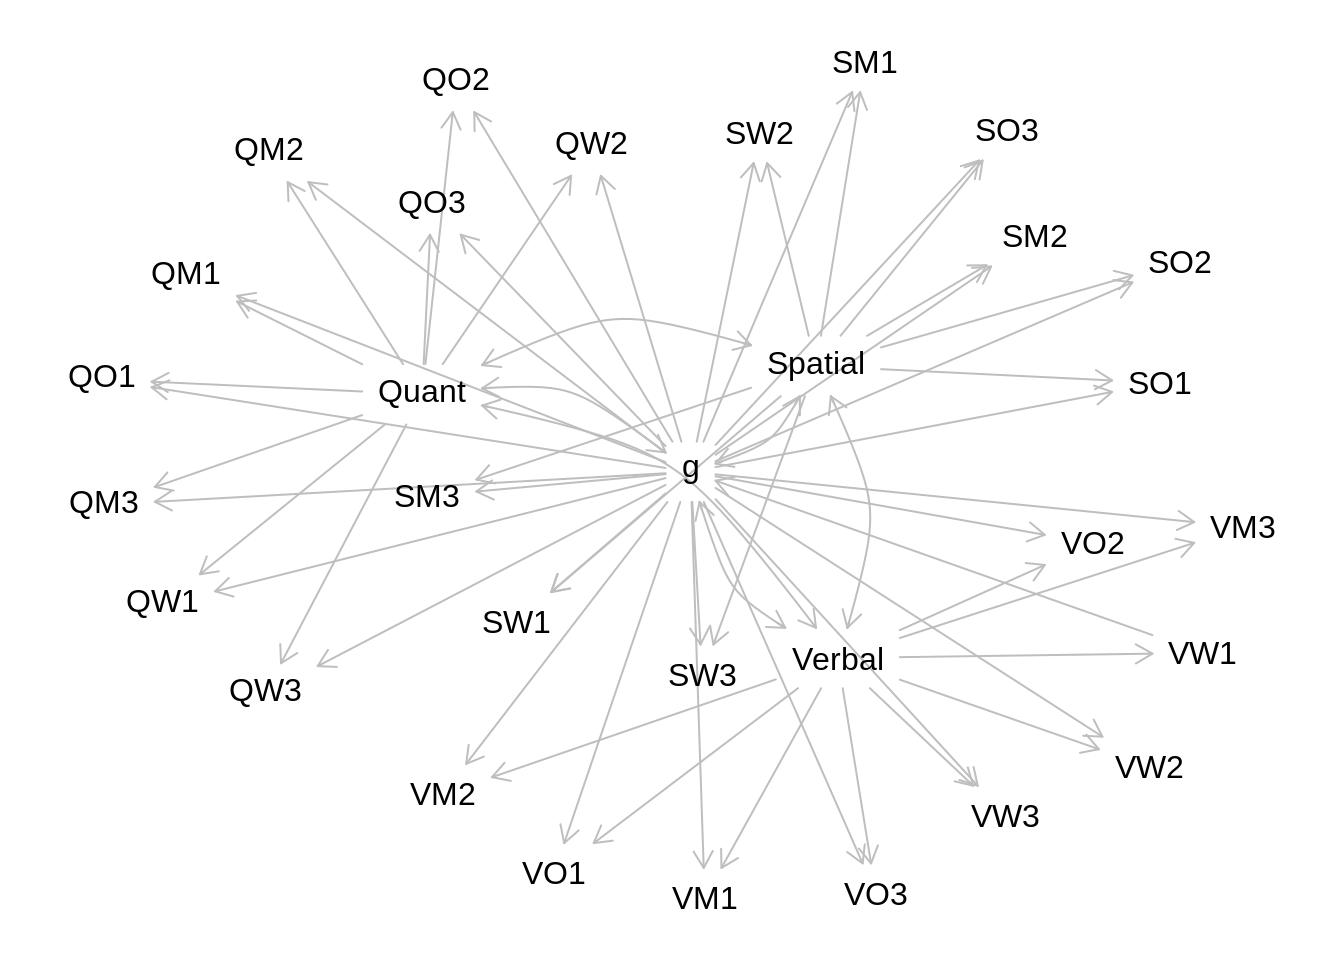 SM1
QO2
SO3
SW2
QW2
QM2
QO3
SM2
SO2
QM1
Spatial
QO1
SO1
Quant
g
SM3
QM3
VM3
VO2
QW1
SW1
VW1
Verbal
SW3
QW3
VW2
VM2
VW3
VO1
VO3
VM1